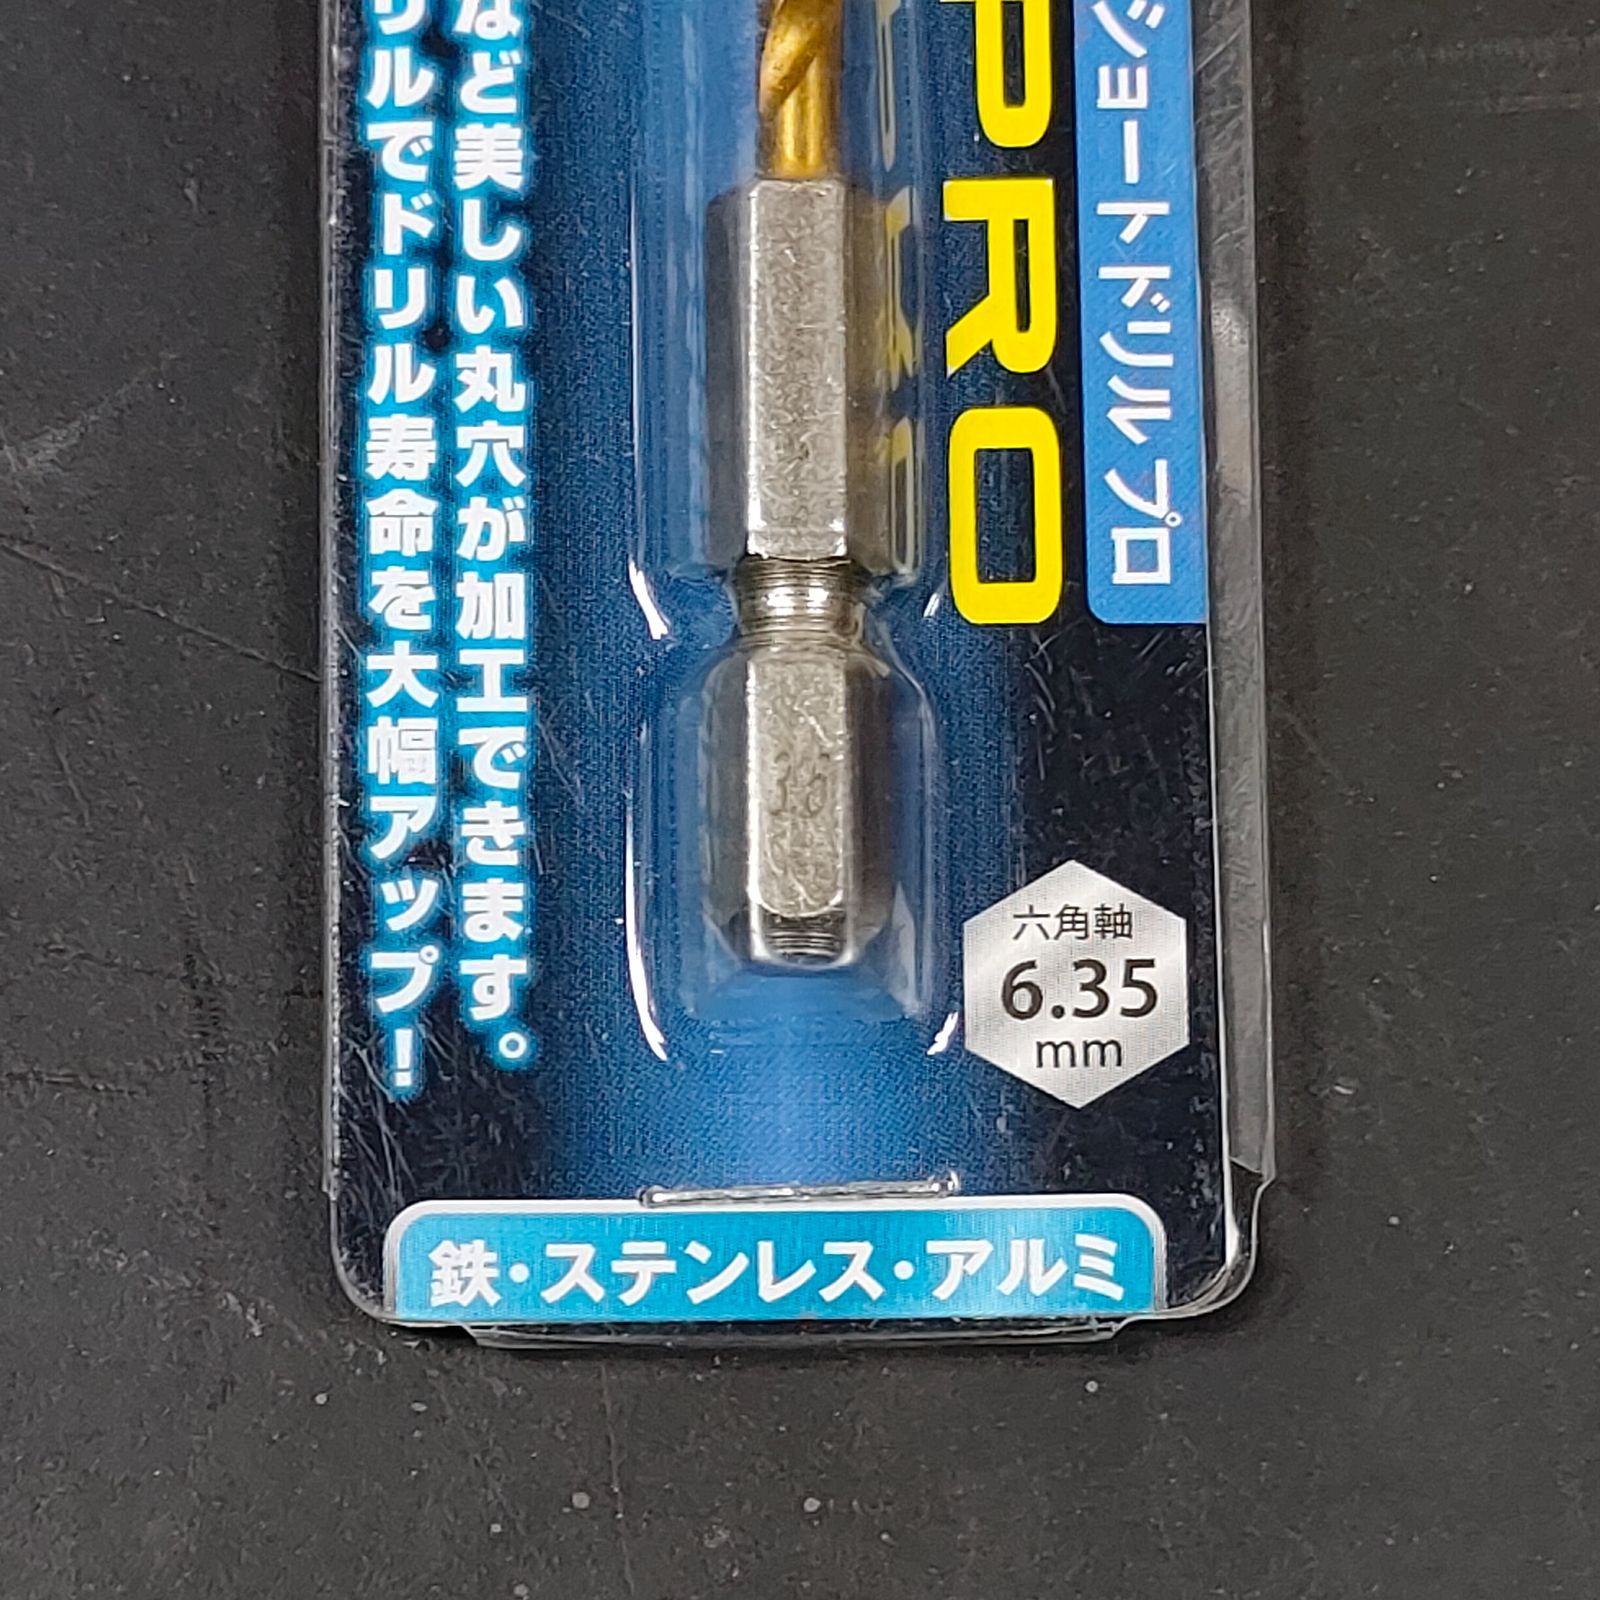 ショートドリルプロ
PRO
など美しい丸穴が加工できます。
リルでドリル寿命を大幅アップ!
六角軸
6.35
mm
鉄・ステンレス・アルミ